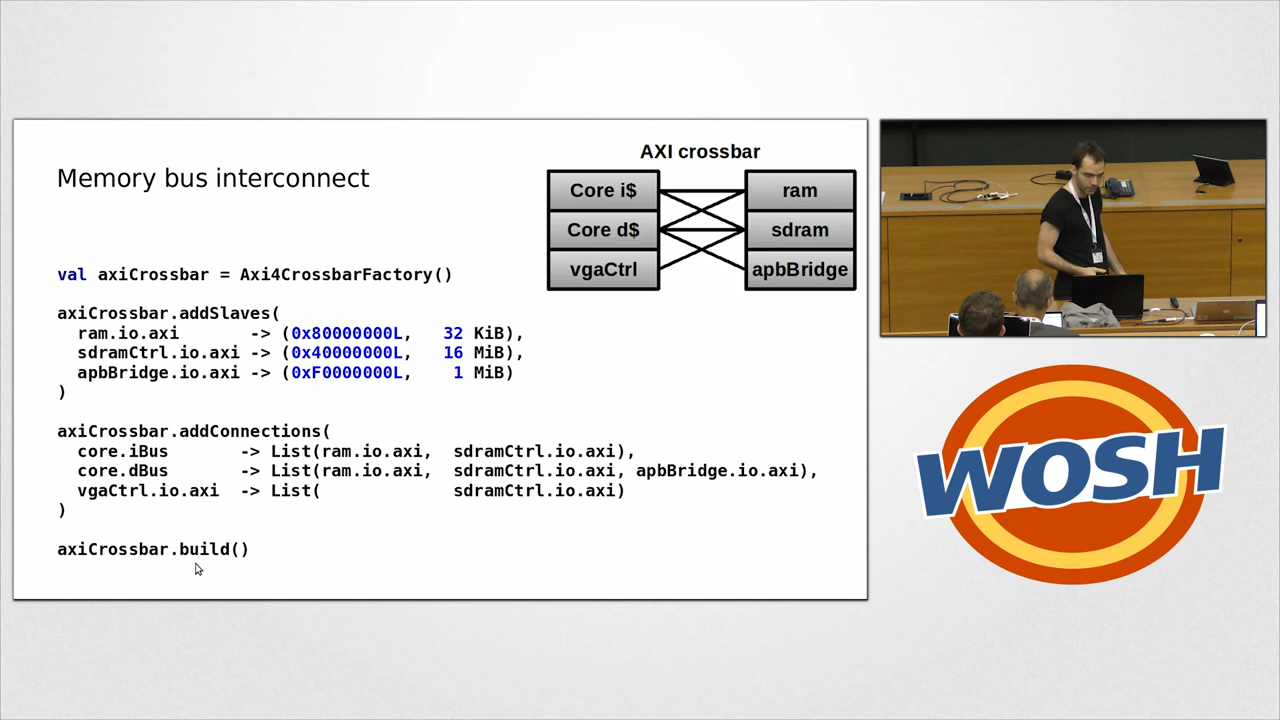 Memory bus interconnect
AXI crossbar
Core i$
ram
Core d$
sdram
vgaCtrl
apbBridge
val axiCrossbar = Axi4CrossbarFactory()
axiCrossbar.addSlaves(
ram.io.axi -> (0x80000000L, 32 KiB),
sdramCtrl.io.axi -> (0x40000000L, 16 MiB),
apbBridge.io.axi -> (0xF0000000L, 1 MiB)
)
axiCrossbar.addConnections(
core.iBus -> List(ram.io.axi, sdramCtrl.io.axi),
core.dBus -> List(ram.io.axi, sdramCtrl.io.axi, apbBridge.io.axi),
vgaCtrl.io.axi -> List( sdramCtrl.io.axi)
)
axiCrossbar.build()
WOSH